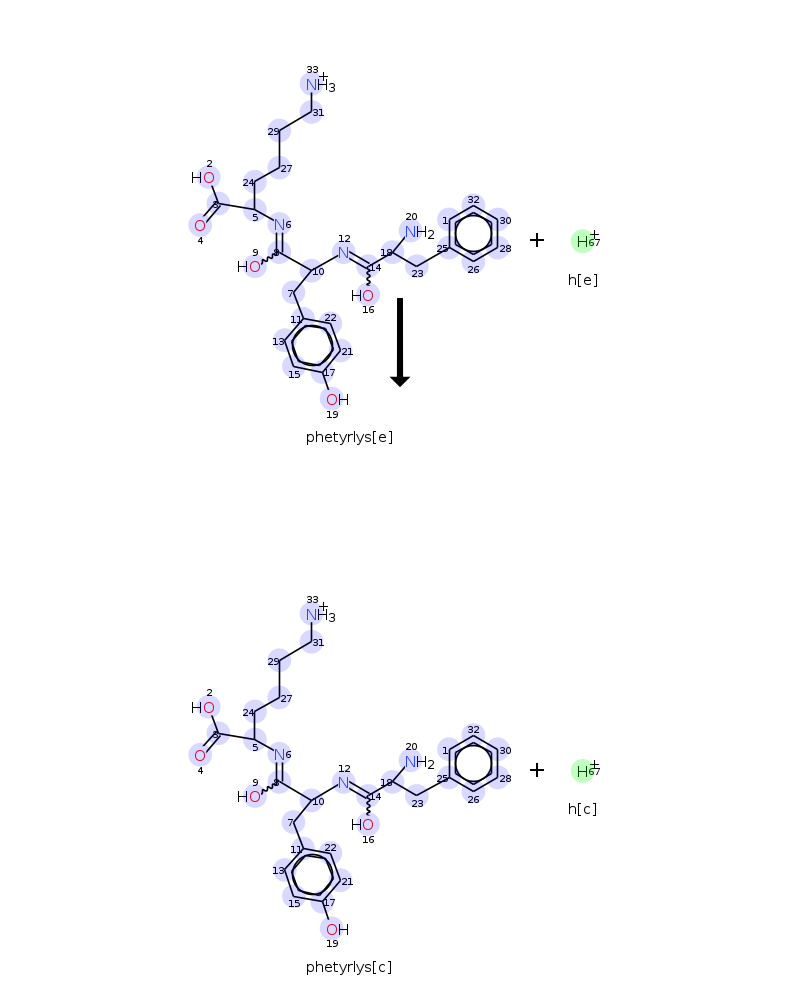 33
NH3+
31
29
27
24
2
HO
3
5
O
4
N6
9
8
HO
10
12
N
14
HO
16
18
20
NH2
23
25
1
32
30
28
26
7
11
22
13
21
15
17
OH
19
+
H+
67
h[e]
phetyrlys[e]
33
NH3+
31
29
27
24
2
HO
3
5
O
4
N6
9
8
HO
10
12
N
14
HO
16
18
20
NH2
23
25
1
32
30
28
26
7
11
22
13
21
15
17
OH
19
+
H+
67
h[c]
phetyrlys[c]